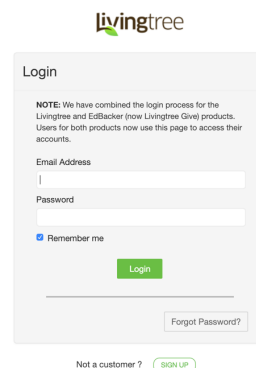 livingtree
Login
NOTE: We have combined the login process for the
Livingtree and EdBacker (now Livingtree Give) products.
Users for both products now use this page to access their
accounts.
Email Address
Password
Remember me
Login
Forgot Password?
Not a customer ? SIGN UP